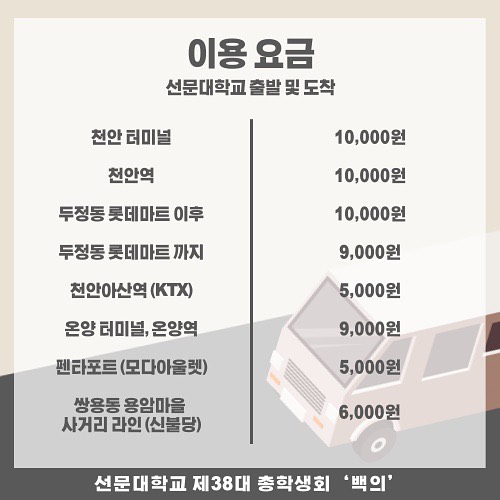 이용 요금
선문대학교 출발 및 도착
천안 터미널 10,000원
천안역 10,000원
두정동 롯데마트 이후 10,000원
두정동 롯데마트 까지 9,000원
천안아산역 (KTX) 5,000원
온양 터미널, 온양역 9,000원
펜타포트 (모다아울렛) 5,000원
쌍용동 용암마을
사거리 라인 (신불당) 6,000원
선문대학교 제38대 총학생회 ‘백의’